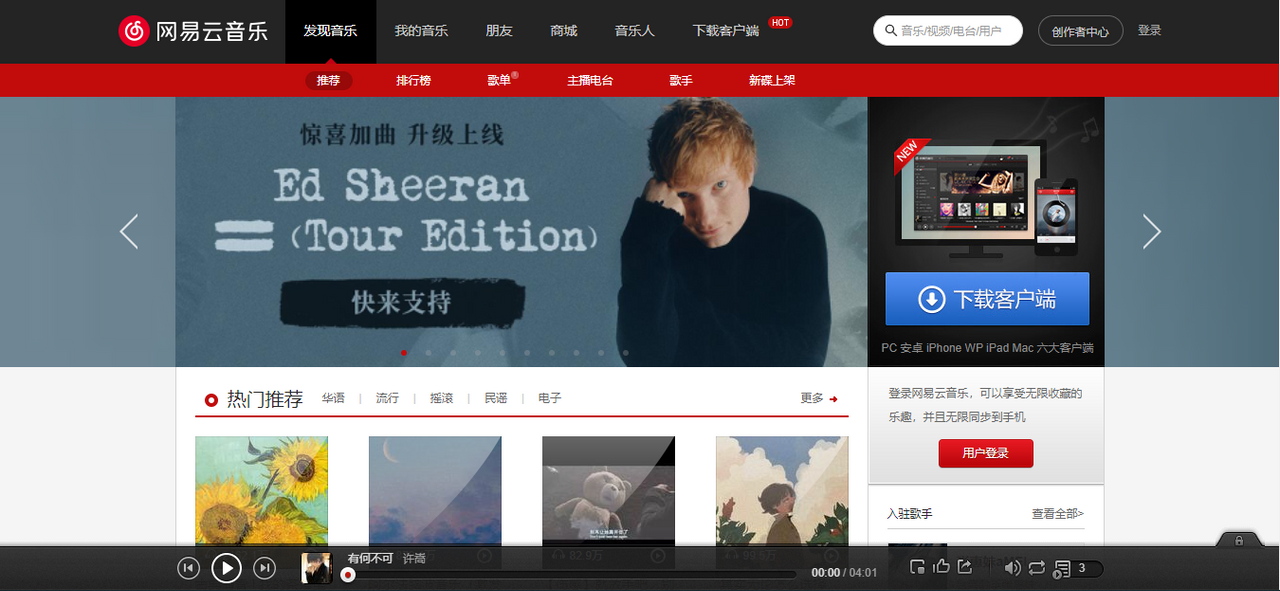 网易云音乐
发现音乐 我的音乐 朋友 商城 音乐人 下载客户端 HOT
音乐/视频/电台/用户 创作者中心 登录
推荐 排行榜 歌单 主播电台 歌手 新碟上架
惊喜加曲 升级上线
Ed Sheeran
= (Tour Edition)
快来支持
NEW
下载客户端
PC 安卓 iPhone WP iPad Mac 六大客户端
热门推荐 华语 | 流行 | 摇滚 | 民谣 | 电子 更多
登录网易云音乐，可以享受无限收藏的
乐趣，并且无限同步到手机
用户登录
入驻歌手 查看全部>
82.9万
99.6万
有何不可 许嵩
00:00 / 04:01
3